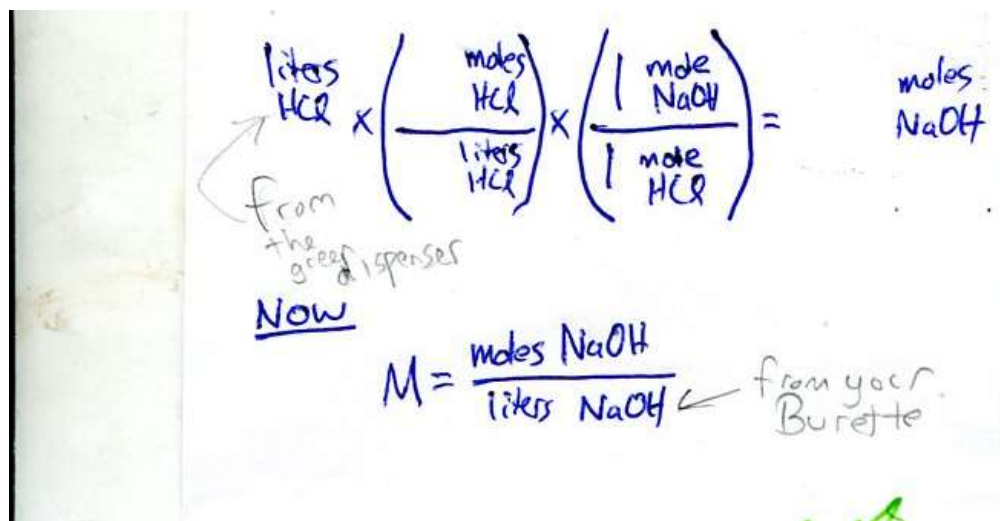 liters HCl × ( moles HCl / liters HCl ) × ( 1 mole NaOH / 1 mole HCl ) = moles NaOH
from
the
green dispenser
Now
M = moles NaOH / liters NaOH
from your
Burette